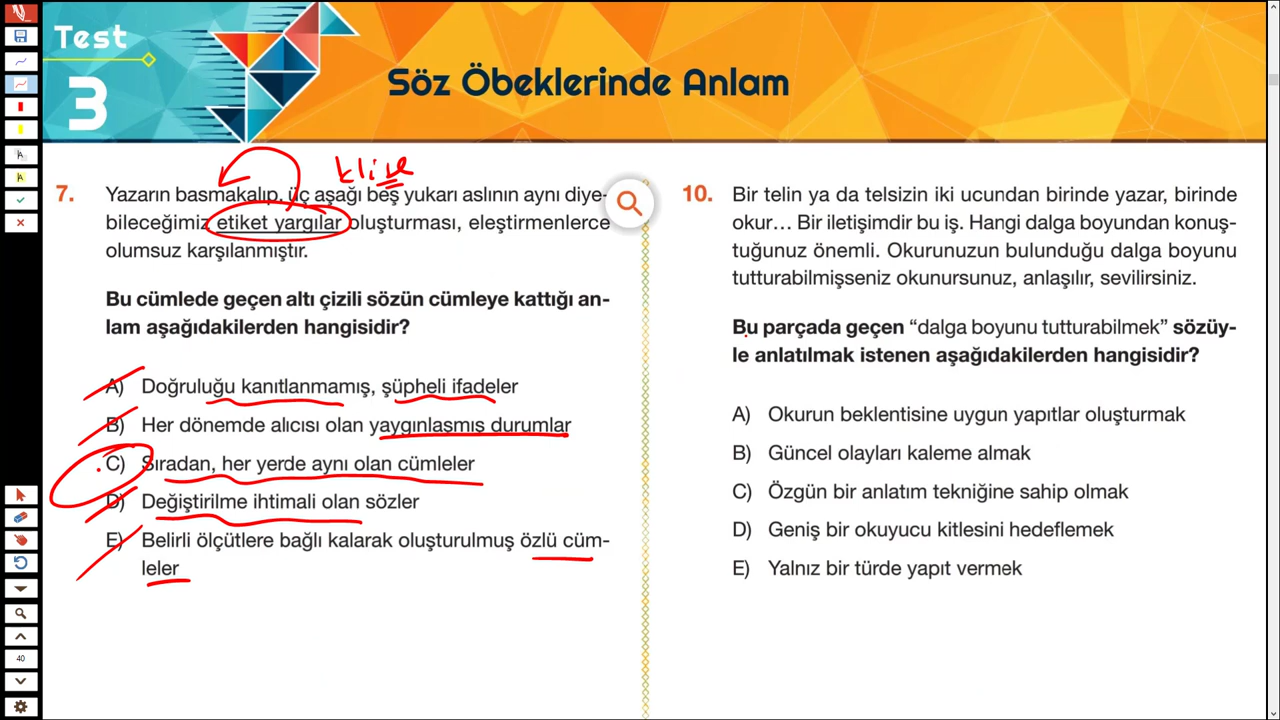 Test
3
Söz Öbeklerinde Anlam
klişe
7. Yazarın basmakalıp, üç aşağı beş yukarı aslının aynı diye-
bileceğimiz etiket yargılar oluşturması, eleştirmenlerce
olumsuz karşılanmıştır.
Bu cümlede geçen altı çizili sözün cümleye kattığı an-
lam aşağıdakilerden hangisidir?
A) Doğruluğu kanıtlanmamış, şüpheli ifadeler
B) Her dönemde alıcısı olan yaygınlaşmış durumlar
C) Sıradan, her yerde aynı olan cümleler
D) Değiştirilme ihtimali olan sözler
E) Belirli ölçütlere bağlı kalarak oluşturulmuş özlü cüm-
leler
10. Bir telin ya da telsizin iki ucundan birinde yazar, birinde
okur... Bir iletişimdir bu iş. Hangi dalga boyundan konuş-
tuğunuz önemli. Okurunuzun bulunduğu dalga boyunu
tutturabilmişseniz okunursunuz, anlaşılır, sevilirsiniz.
Bu parçada geçen “dalga boyunu tutturabilmek” sözüy-
le anlatılmak istenen aşağıdakilerden hangisidir?
A) Okurun beklentisine uygun yapıtlar oluşturmak
B) Güncel olayları kaleme almak
C) Özgün bir anlatım tekniğine sahip olmak
D) Geniş bir okuyucu kitlesini hedeflemek
E) Yalnız bir türde yapıt vermek
A
A
40